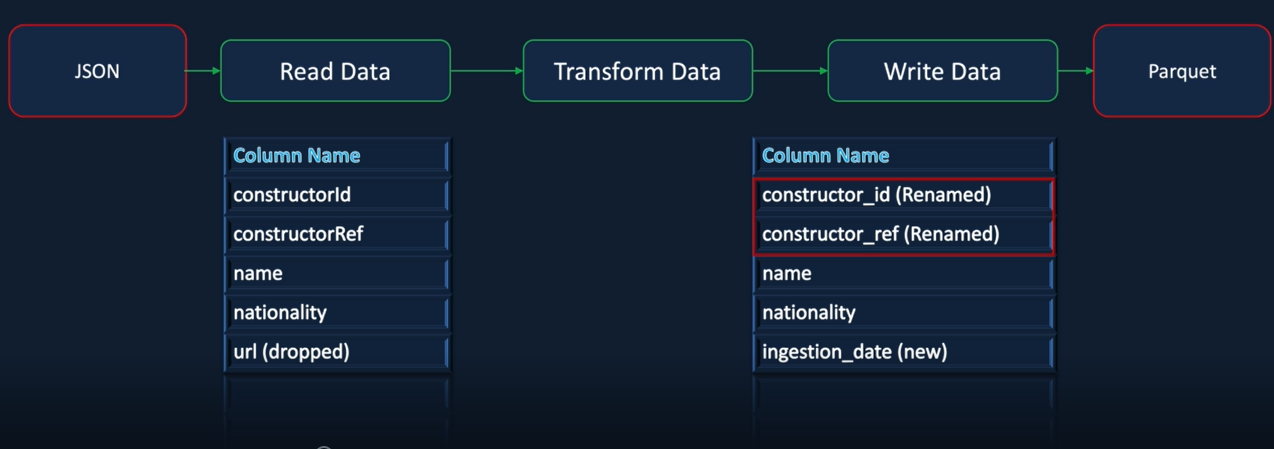 JSON
Read Data
Transform Data
Write Data
Parquet
Column Name
constructorId
constructorRef
name
nationality
url (dropped)
Column Name
constructor_id (Renamed)
constructor_ref (Renamed)
name
nationality
ingestion_date (new)